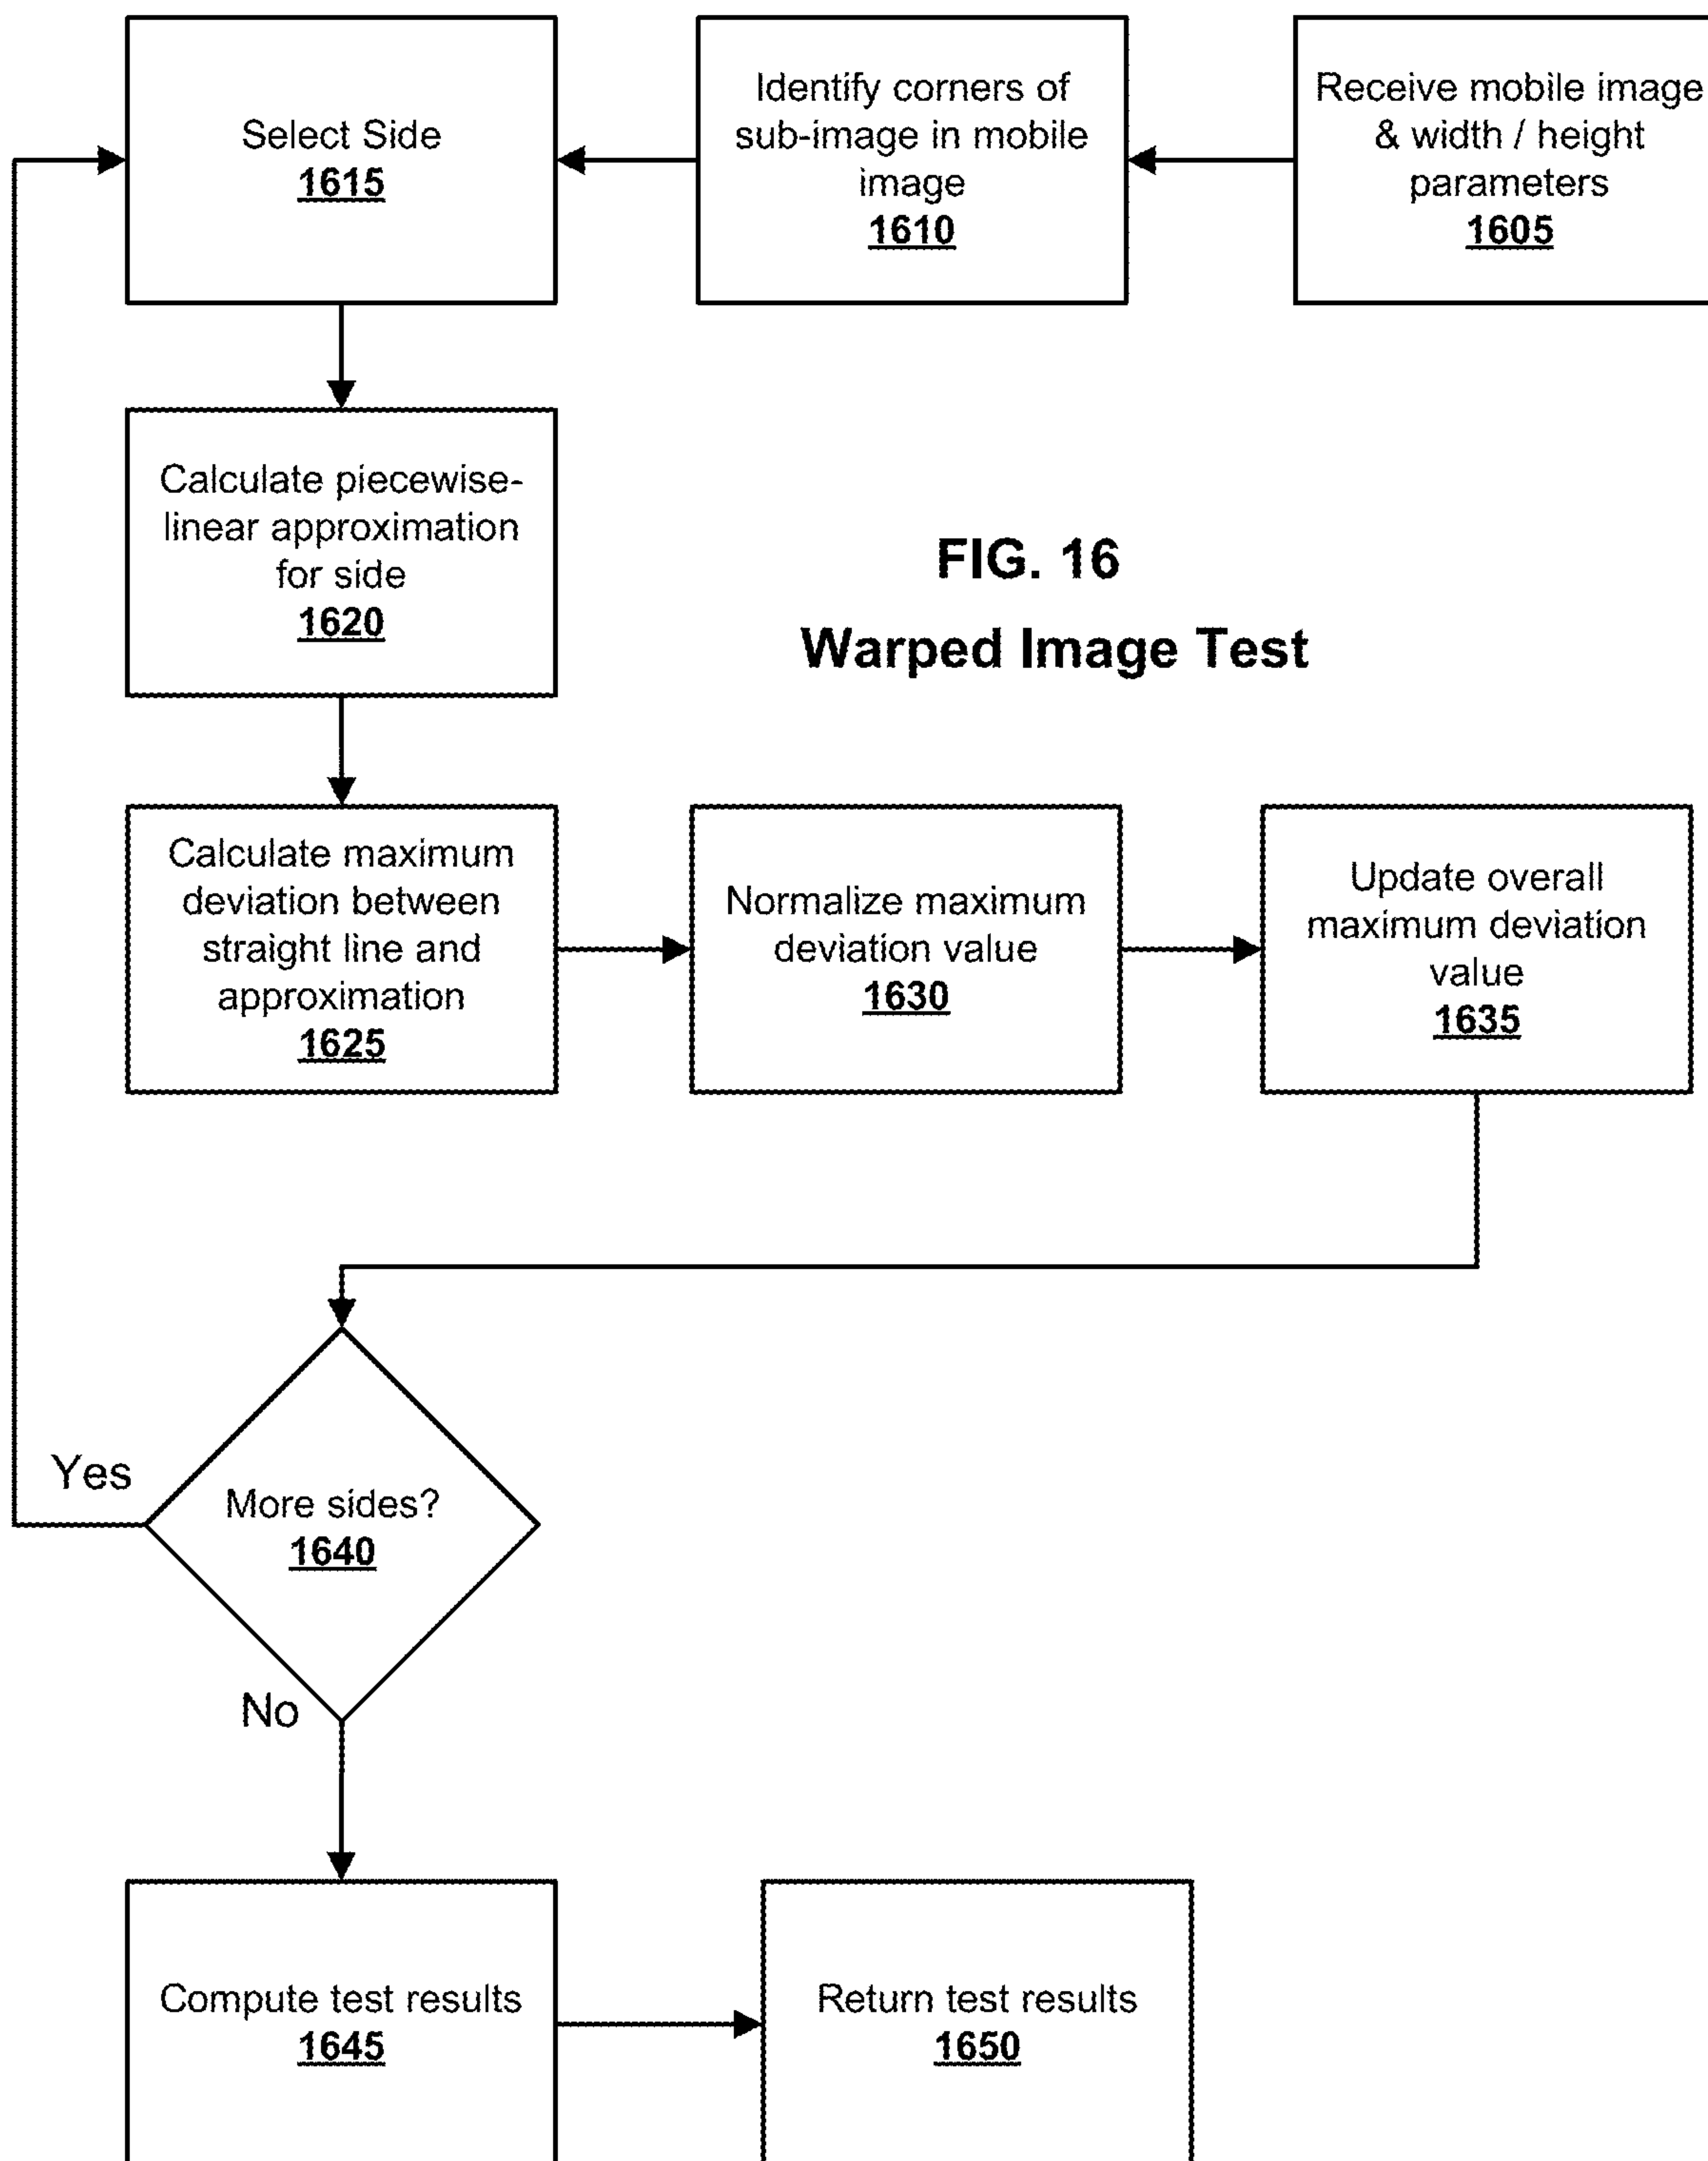 Select Side
1615
Identify corners of
sub-image in mobile
image
1610
Receive mobile image
& width / height
parameters
1605
Calculate piecewise-
linear approximation
for side
1620
FIG. 16
Warped Image Test
Calculate maximum
deviation between
straight line and
approximation
1625
Normalize maximum
deviation value
1630
Update overall
maximum deviation
value
1635
Yes
More sides?
1640
No
Compute test results
1645
Return test results
1650